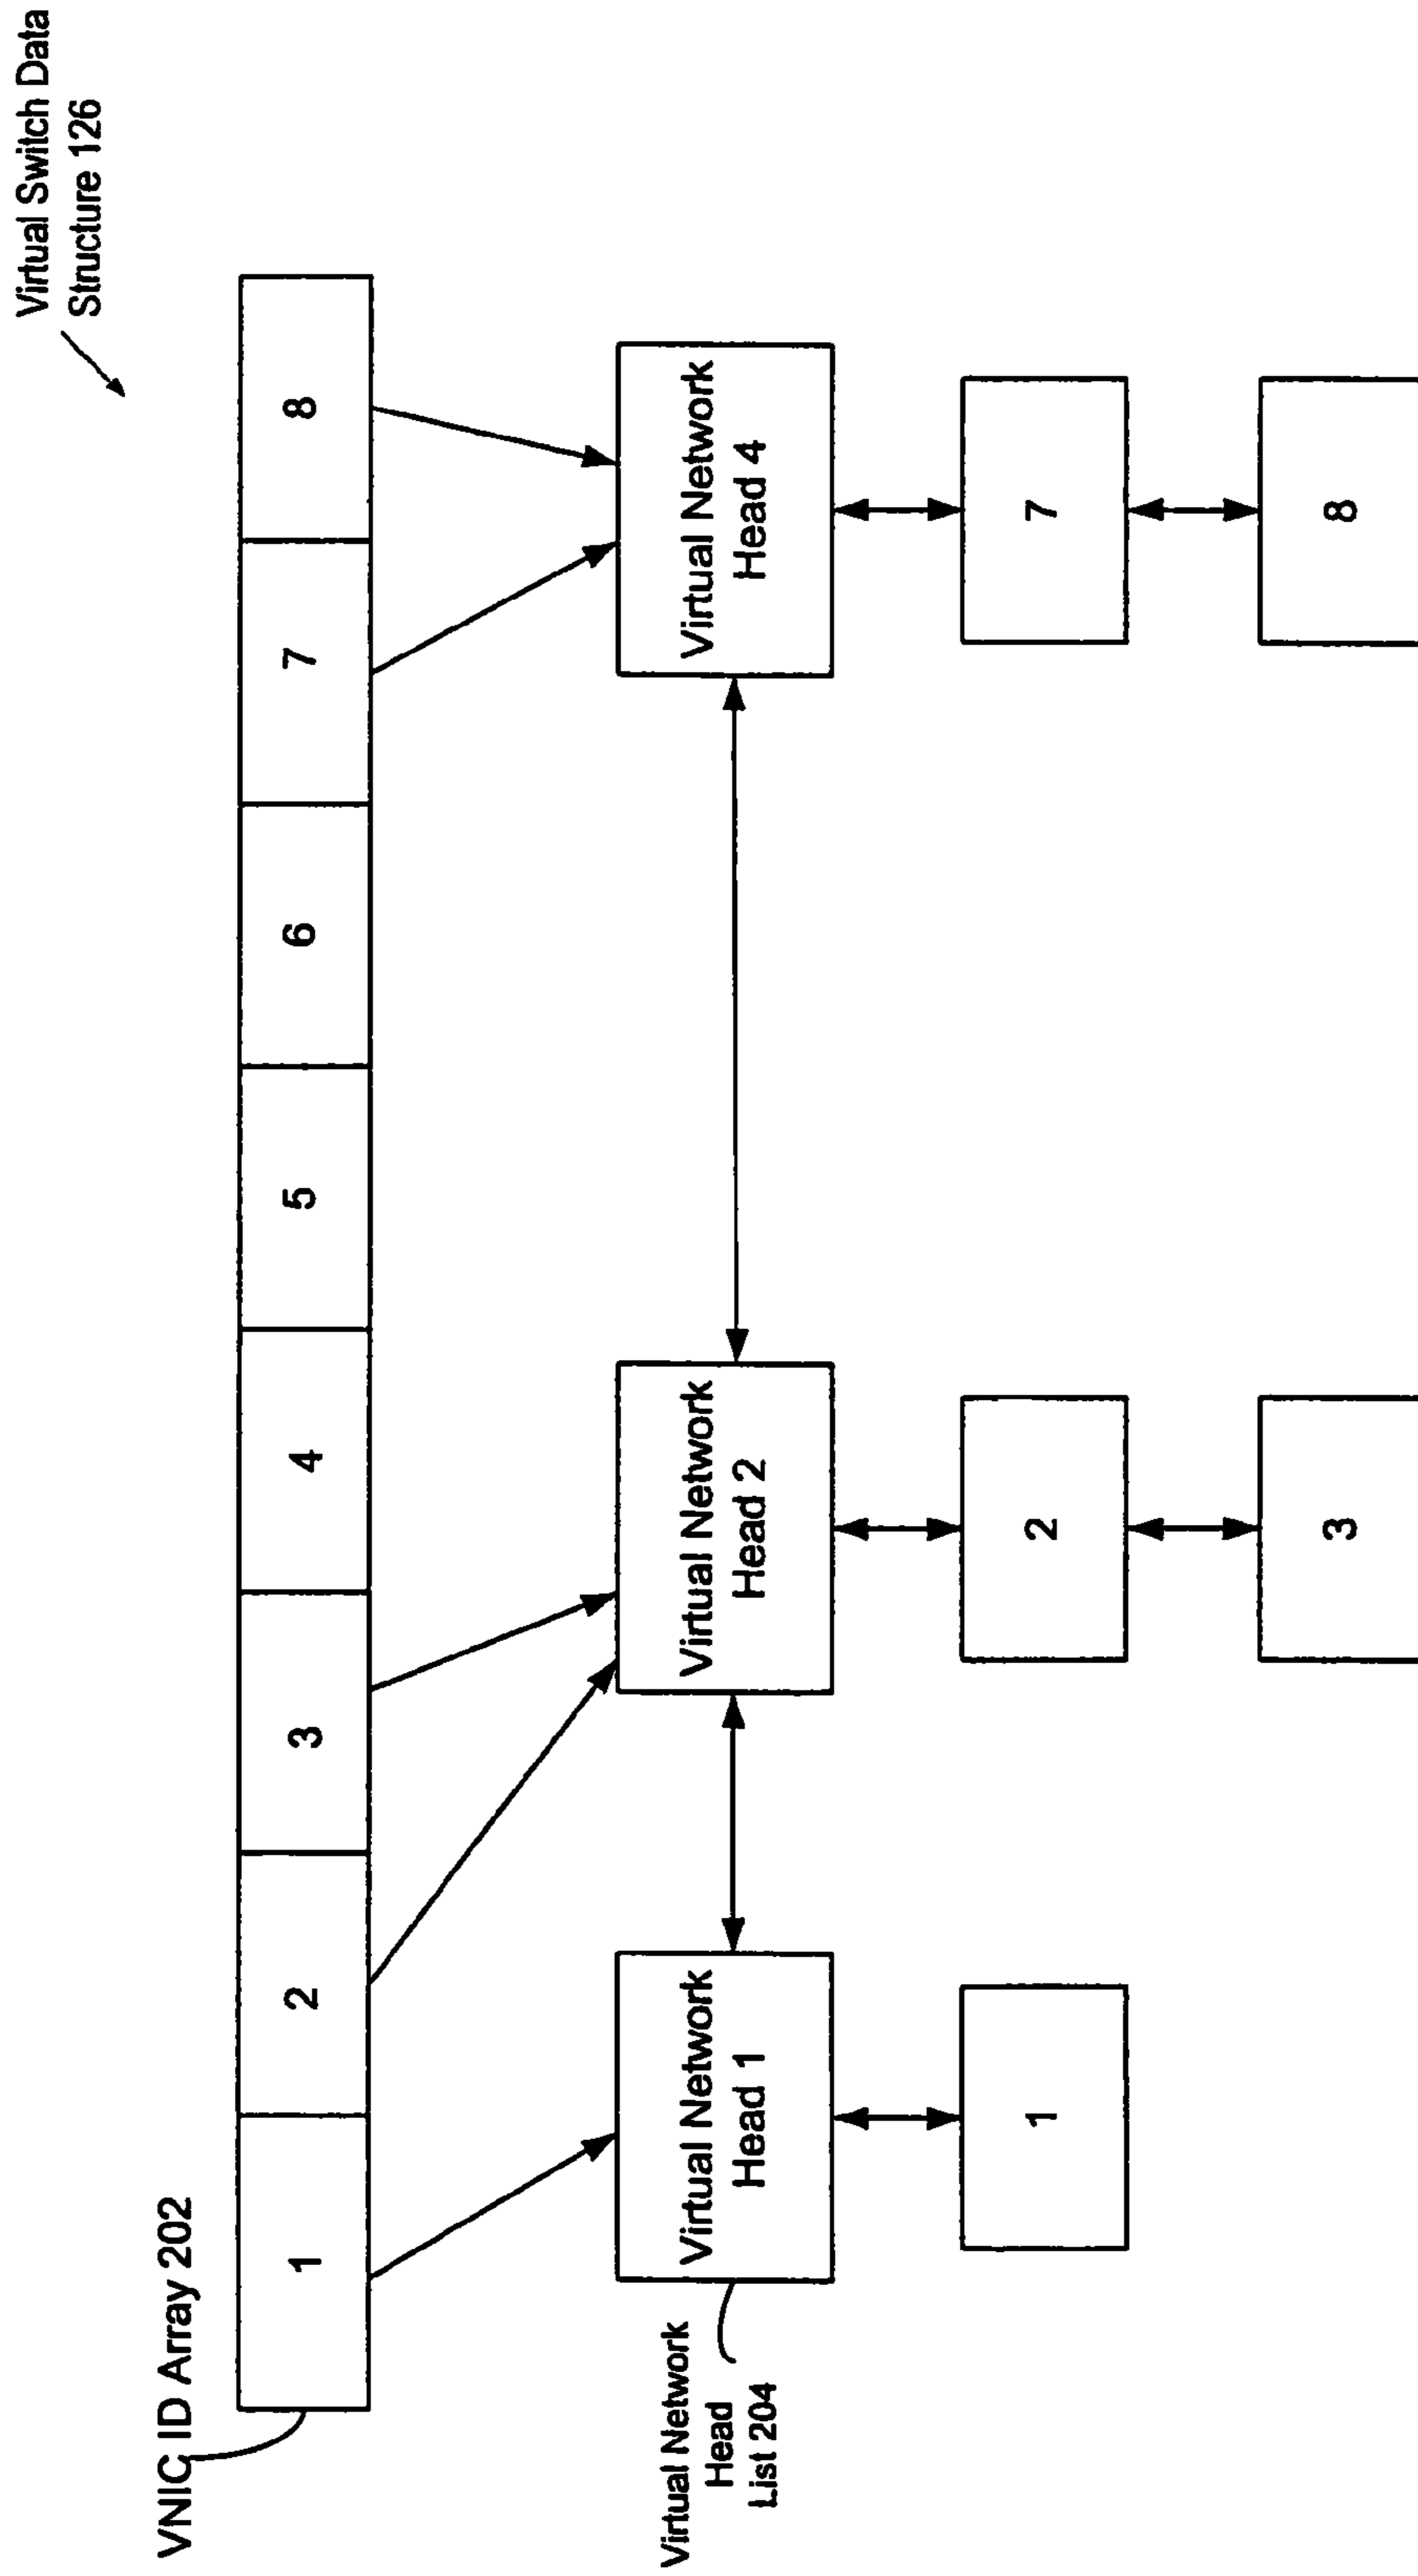 Virtual Switch Data
Structure 126
VNIC ID Array 202
1
2
3
4
5
6
7
8
Virtual Network
Head
List 204
Virtual Network
Head 1
Virtual Network
Head 2
Virtual Network
Head 4
1
2
7
3
8